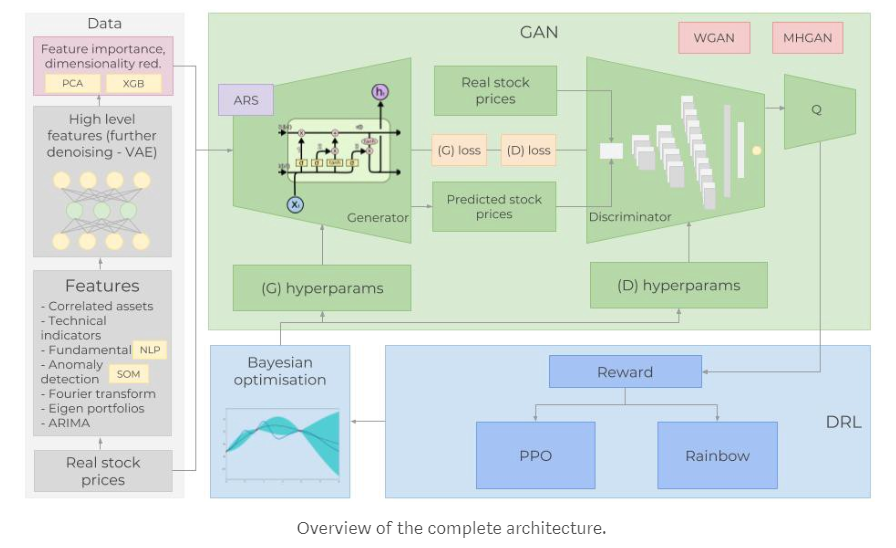 Data
Feature importance,
dimensionality red.
PCA
XGB
High level
features (further
denoising - VAE)
Features
- Correlated assets
- Technical
indicators
- Fundamental
NLP
- Anomaly
detection
SOM
- Fourier transform
- Eigen portfolios
- ARIMA
Real stock
prices
GAN
WGAN
MHGAN
ARS
Generator
Real stock
prices
(G) loss
(D) loss
Predicted stock
prices
Discriminator
Q
(G) hyperparams
(D) hyperparams
Bayesian
optimisation
Reward
DRL
PPO
Rainbow
Overview of the complete architecture.